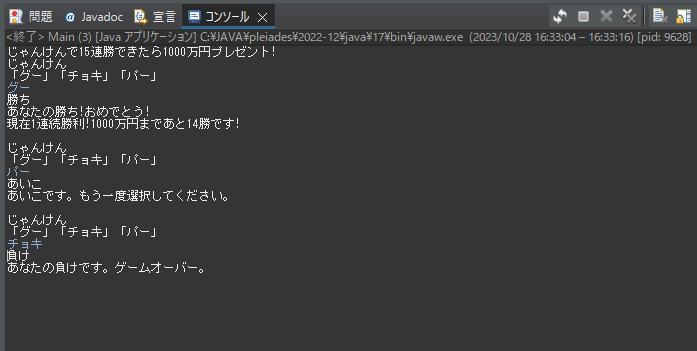 問題 @ Javadoc 宣言 コンソール ×
<終了> Main (3) [Java アプリケーション] C:¥JAVA¥pleiades¥2022-12¥java¥17¥bin¥javaw.exe (2023/10/28 16:33:04 – 16:33:16) [pid: 9628]
じゃんけんで15連勝できたら1000万円プレゼント!
じゃんけん
「グー」「チョキ」「パー」
グー
勝ち
あなたの勝ち!おめでとう!
現在1連続勝利!1000万円まであと14勝です!
じゃんけん
「グー」「チョキ」「パー」
パー
あいこ
あいこです。もう一度選択してください。
じゃんけん
「グー」「チョキ」「パー」
チョキ
負け
あなたの負けです。ゲームオーバー。